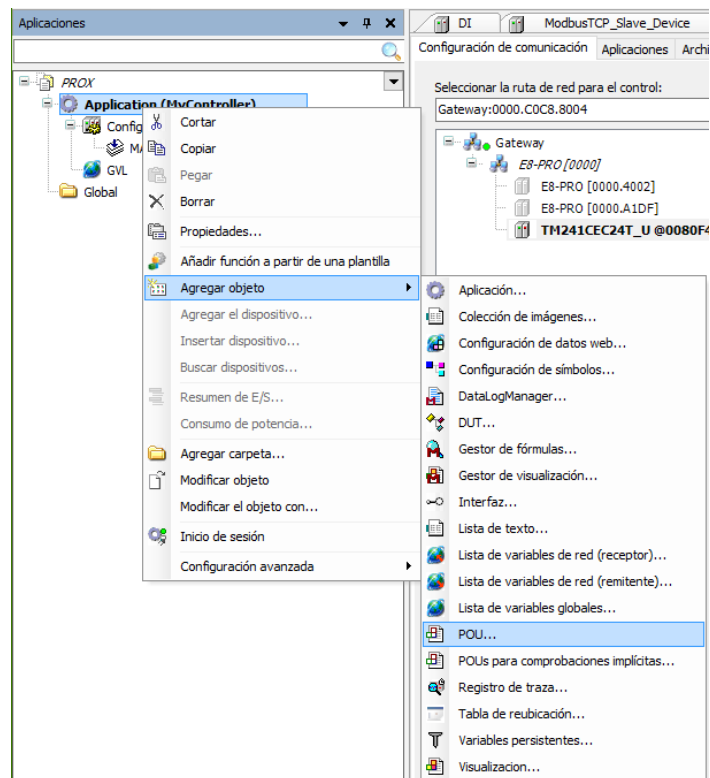 Aplicaciones
DI
ModbusTCP_Slave_Device
Configuración de comunicación
Aplicaciones
Archi
PROX
Seleccionar la ruta de red para el control:
Application (MyController)
Gateway:0000.C0C8.8004
Config
MA
GVL
Global
Gateway
E8-PRO [0000]
E8-PRO [0000.4002]
E8-PRO [0000.A1DF]
TM241CEC24T_U @0080F4
Cortar
Copiar
Pegar
Borrar
Propiedades...
Añadir función a partir de una plantilla
Agregar objeto
Agregar el dispositivo...
Insertar dispositivo...
Buscar dispositivos...
Resumen de E/S...
Consumo de potencia...
Agregar carpeta...
Modificar objeto
Modificar el objeto con...
Inicio de sesión
Configuración avanzada
Aplicación...
Colección de imágenes...
Configuración de datos web...
Configuración de símbolos...
DataLogManager...
DUT...
Gestor de fórmulas...
Gestor de visualización...
Interfaz...
Lista de texto...
Lista de variables de red (receptor)...
Lista de variables de red (remitente)...
Lista de variables globales...
POU...
POUs para comprobaciones implícitas...
Registro de traza...
Tabla de reubicación...
Variables persistentes...
Visualizacion...